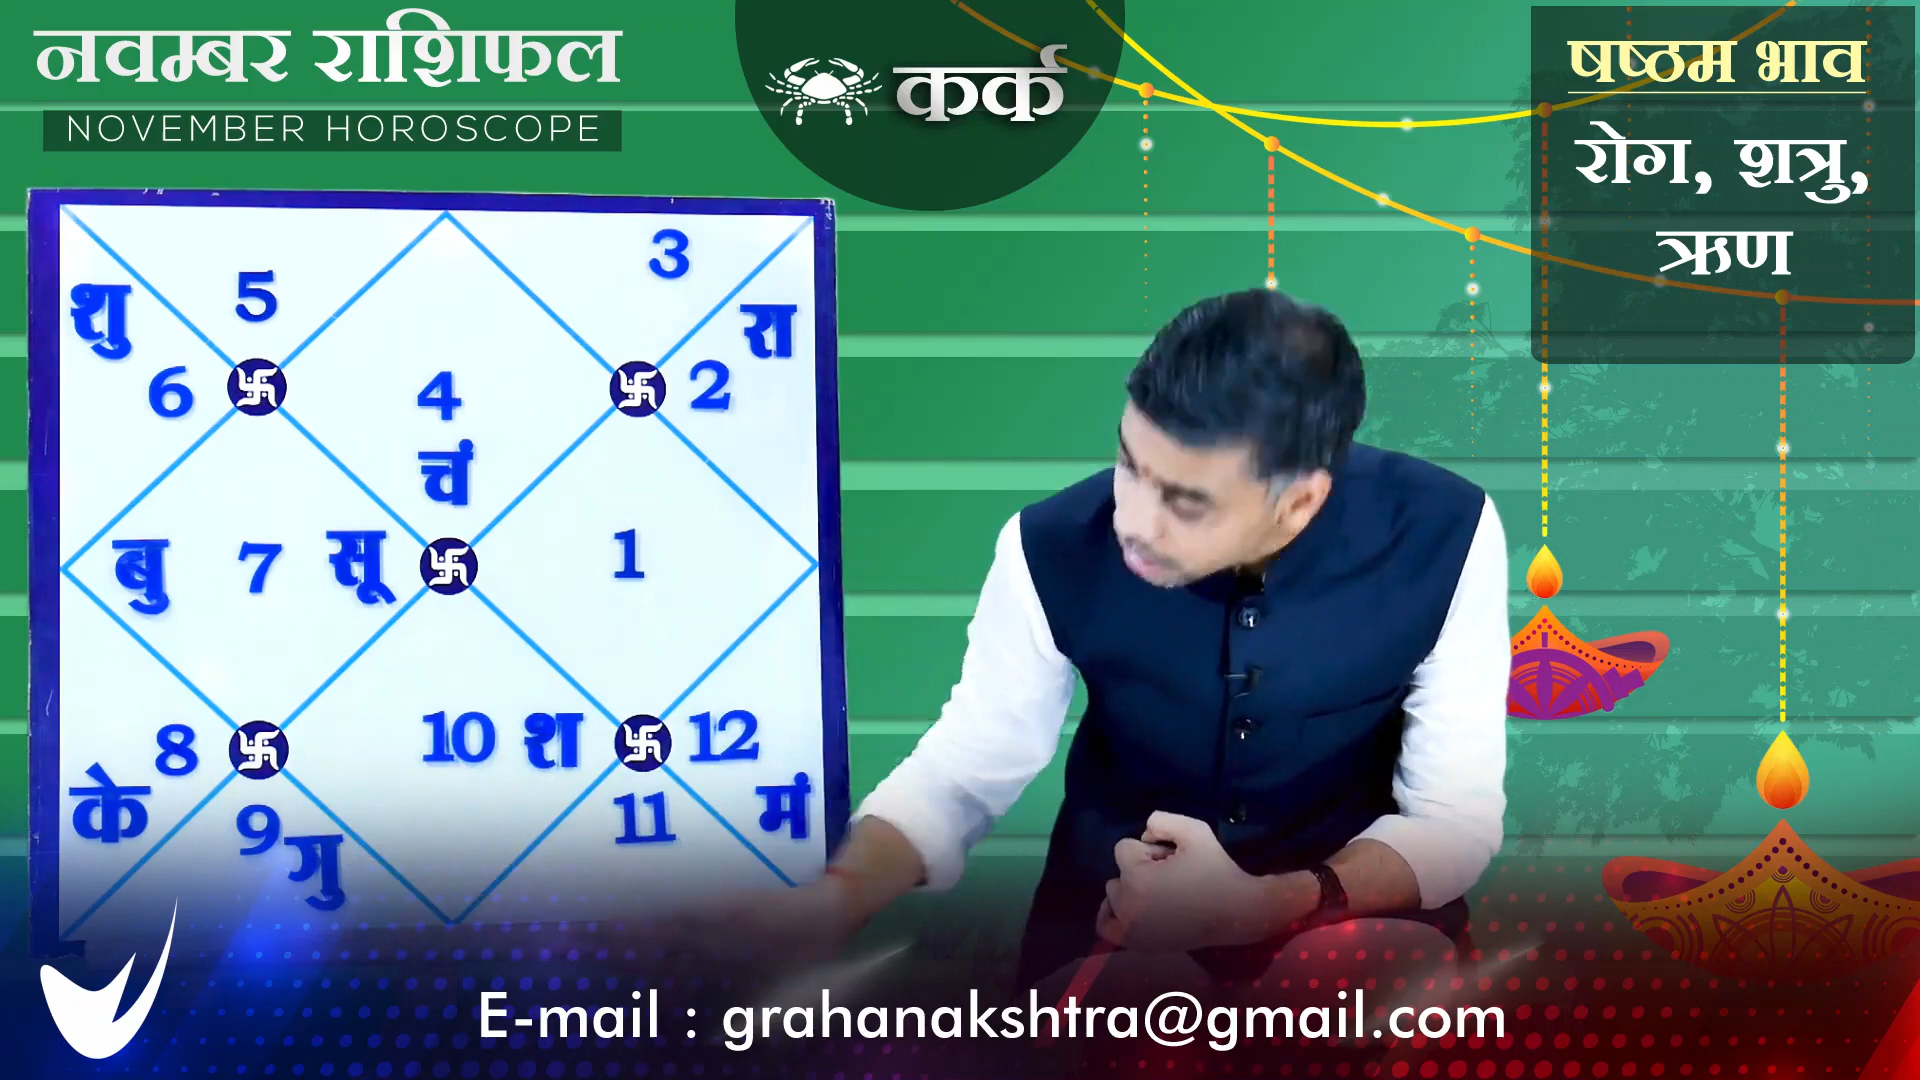 नवम्बर राशिफल
NOVEMBER HOROSCOPE
कर्क
षष्ठम भाव
रोग, शत्रु,
ऋण
3
5
शु
रा
6
4
2
चं
बु 7 सू
1
8
10 श
12
के
9 गु
11
मं
E-mail : grahanakshtra@gmail.com